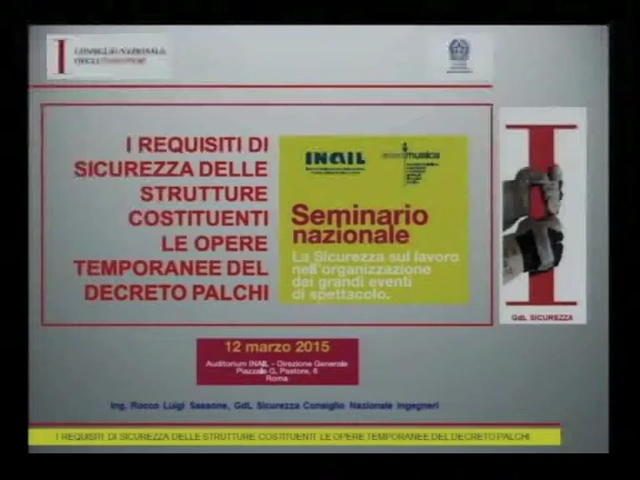 CONSIGLIO NAZIONALE
DEGLI INGEGNERI
I REQUISITI DI
SICUREZZA DELLE
STRUTTURE
COSTITUENTI
LE OPERE
TEMPORANEE DEL
DECRETO PALCHI
INAIL
assomusica
Seminario
nazionale
La Sicurezza sul lavoro
nell'organizzazione
dei grandi eventi
di spettacolo.
GdL SICUREZZA
12 marzo 2015
Auditorium INAIL - Direzione Generale
Piazzale G. Pastore, 6
Roma
Ing. Rocco Luigi Sassone, GdL Sicurezza Consiglio Nazionale Ingegneri
I REQUISITI DI SICUREZZA DELLE STRUTTURE COSTITUENTI LE OPERE TEMPORANEE DEL DECRETO PALCHI